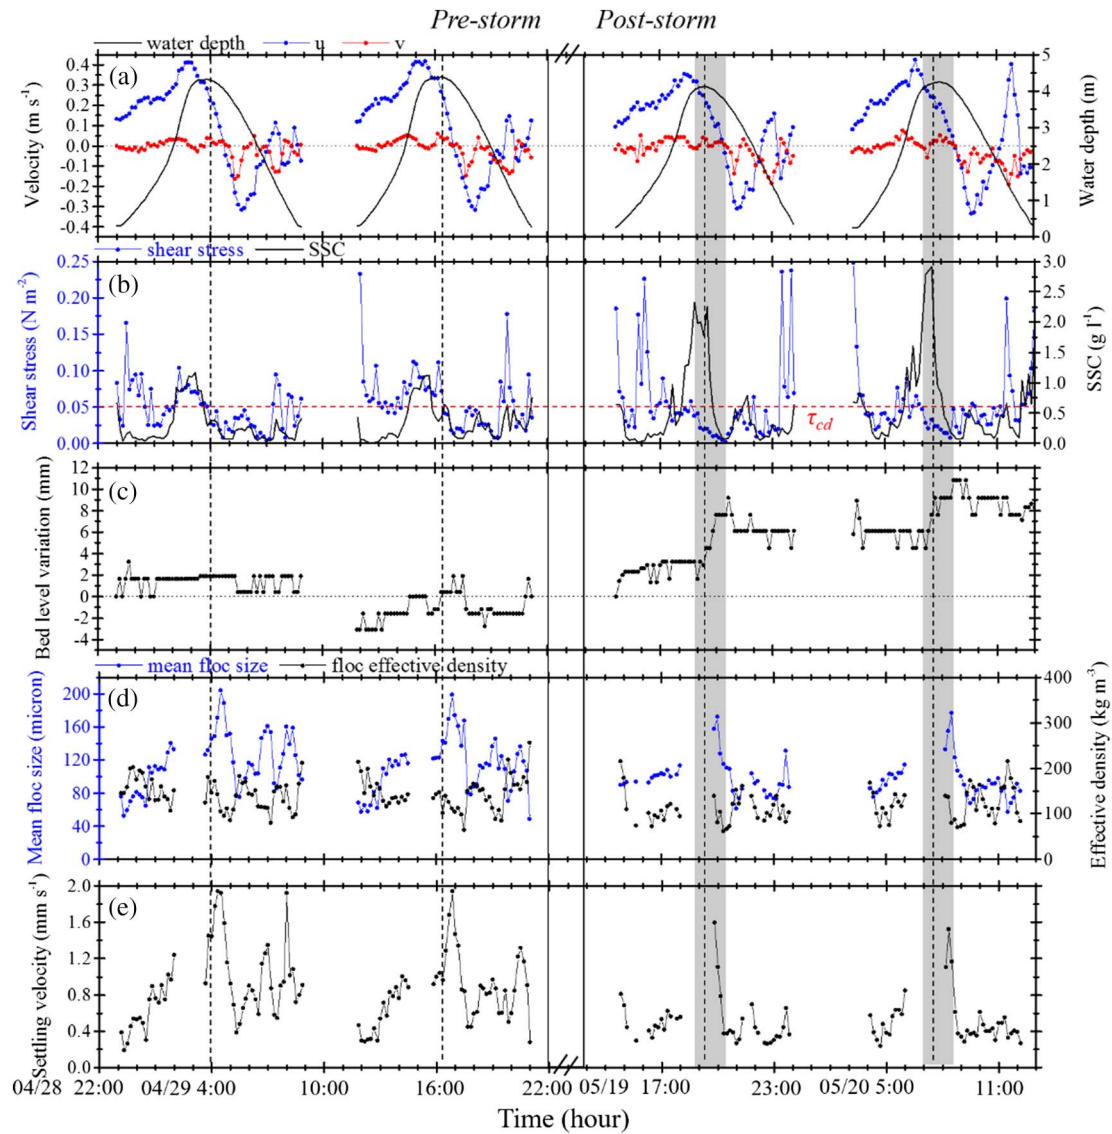 Pre-storm Post-storm
water depth u v
(a)
Velocity (m s-1)
0.4
0.3
0.2
0.1
0.0
-0.1
-0.2
-0.3
-0.4
5
4
3
2
1
0
Water depth (m)
shear stress SSC
(b)
Shear stress (N m-2)
0.25
0.20
0.15
0.10
0.05
0.00
τcd
3.0
2.5
2.0
1.5
1.0
0.5
0.0
SSC (g l-1)
(c)
Bed level variation (mm)
12
10
8
6
4
2
0
-2
-4
mean floc size floc effective density
(d)
Mean floc size (micron)
200
160
120
80
40
0
400
300
200
100
0
Effective density (kg m-3)
(e)
Settling velocity (mm s-1)
2.0
1.6
1.2
0.8
0.4
0.0
04/28 22:00 04/29 4:00 10:00 16:00 22:00 05/19 17:00 23:00 05/20 5:00 11:00
Time (hour)